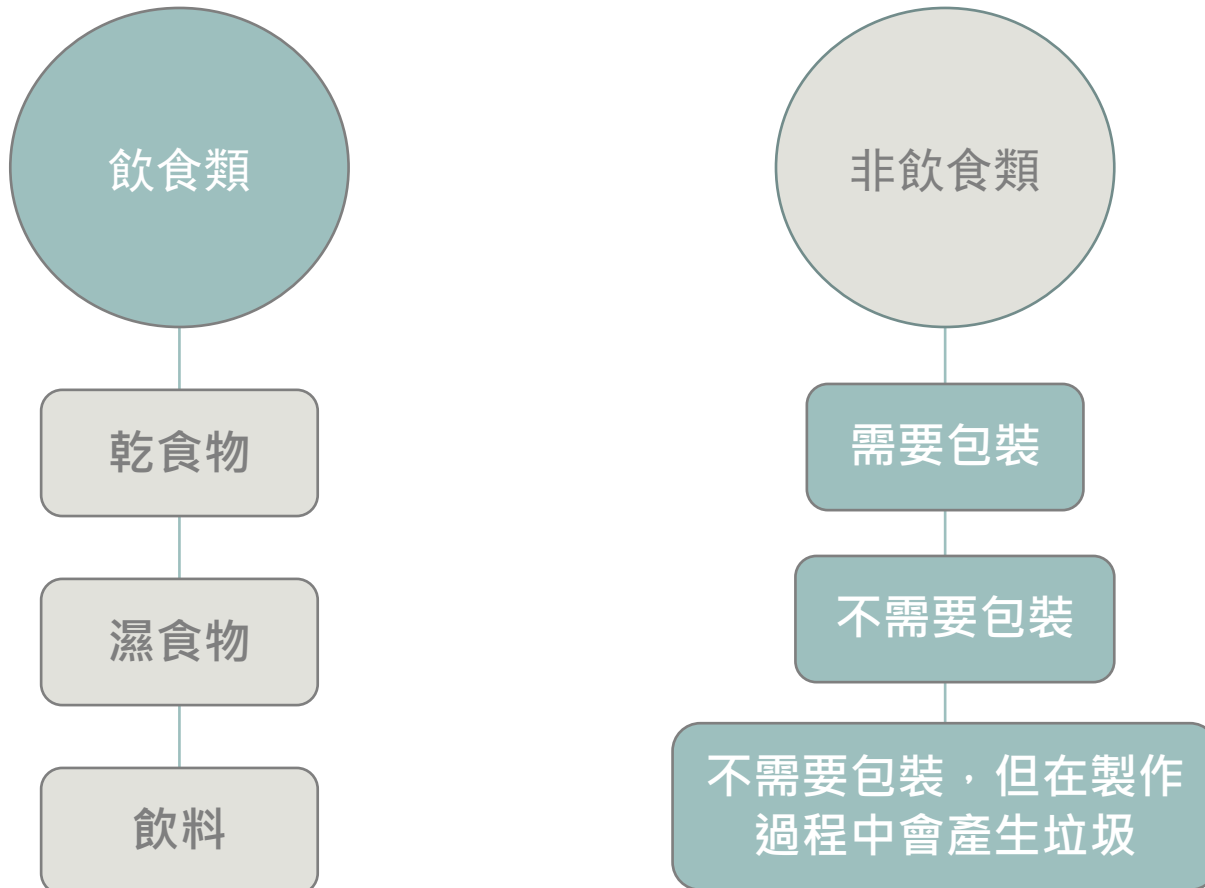 飲食類
乾食物
濕食物
飲料
非飲食類
需要包裝
不需要包裝
不需要包裝，但在製作
過程中會產生垃圾